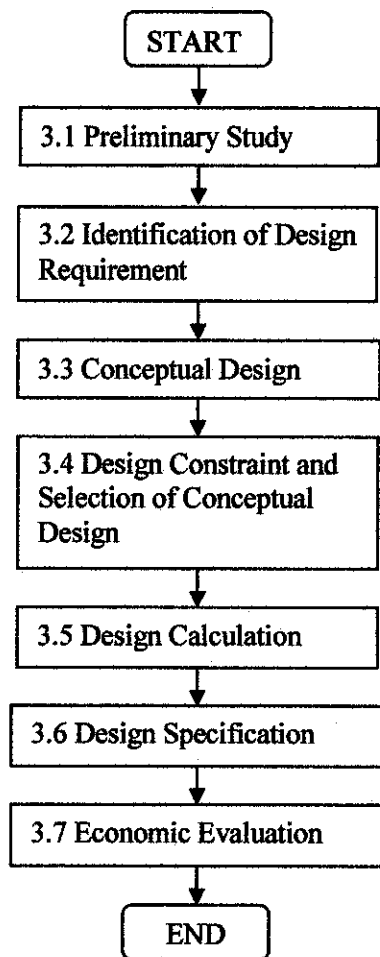 START
3.1 Preliminary Study
3.2 Identification of Design
Requirement
3.3 Conceptual Design
3.4 Design Constraint and
Selection of Conceptual
Design
3.5 Design Calculation
3.6 Design Specification
3.7 Economic Evaluation
END